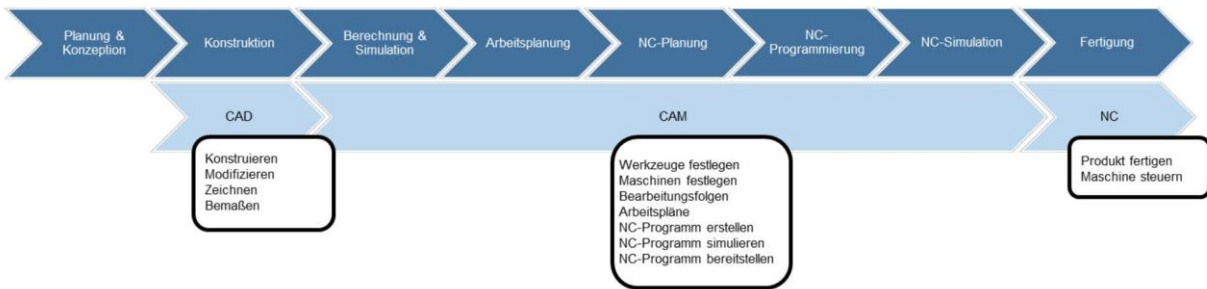 Planung &
Konzeption
Konstruktion
Berechnung &
Simulation
Arbeitsplanung
NC-Planung
NC-
Programmierung
NC-Simulation
Fertigung
CAD
CAM
NC
Konstruieren
Modifizieren
Zeichnen
Bemaßen
Werkzeuge festlegen
Maschinen festlegen
Bearbeitungsfolgen
Arbeitspläne
NC-Programm erstellen
NC-Programm simulieren
NC-Programm bereitstellen
Produkt fertigen
Maschine steuern